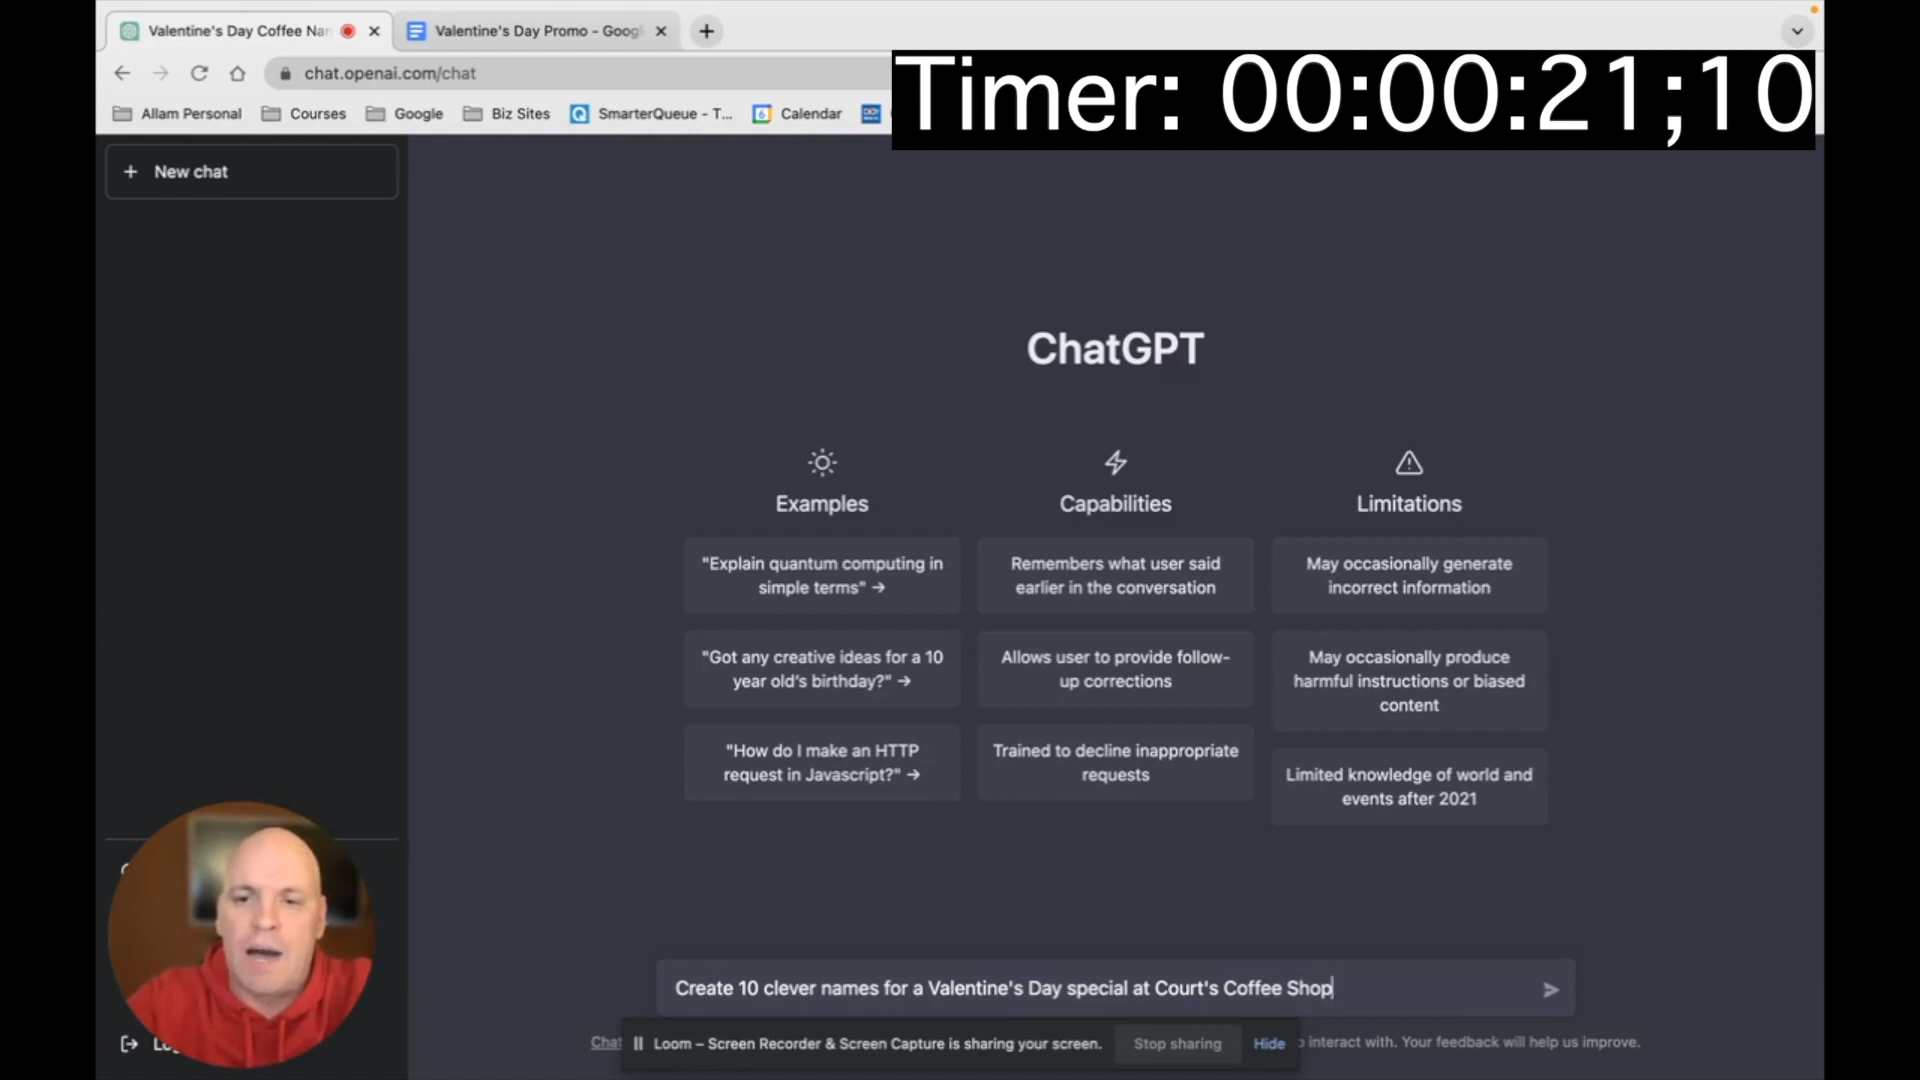 Valentine's Day Coffee Nar
Valentine's Day Promo - Googl
chat.openai.com/chat
Timer: 00:00:21;10
Allam Personal
Courses
Google
Biz Sites
SmarterQueue - T...
Calendar
New chat
ChatGPT
Examples
Capabilities
Limitations
"Explain quantum computing in
simple terms" →
Remembers what user said
earlier in the conversation
May occasionally generate
incorrect information
"Got any creative ideas for a 10
year old's birthday?" →
Allows user to provide follow-
up corrections
May occasionally produce
harmful instructions or biased
content
"How do I make an HTTP
request in Javascript?" →
Trained to decline inappropriate
requests
Limited knowledge of world and
events after 2021
Create 10 clever names for a Valentine's Day special at Court's Coffee Shop
Chat
Loom – Screen Recorder & Screen Capture is sharing your screen.
Stop sharing
Hide
interact with. Your feedback will help us improve.